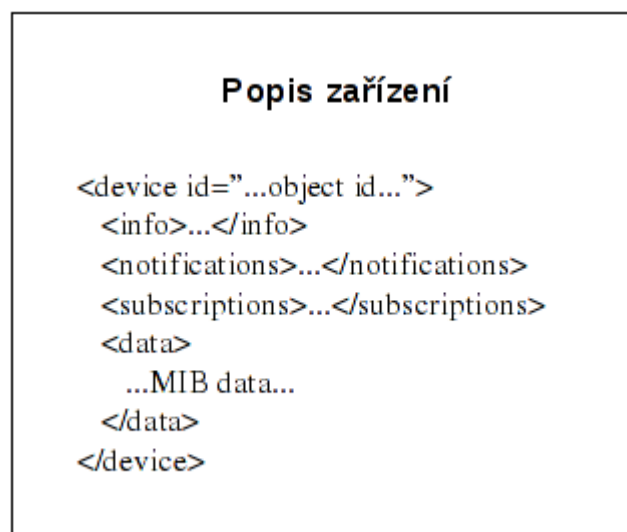 Popis zařízení
<device id=”...object id...”>
<info>...</info>
<notifications>...</notifications>
<subscriptions>...</subscriptions>
<data>
...MIB data...
</data>
</device>